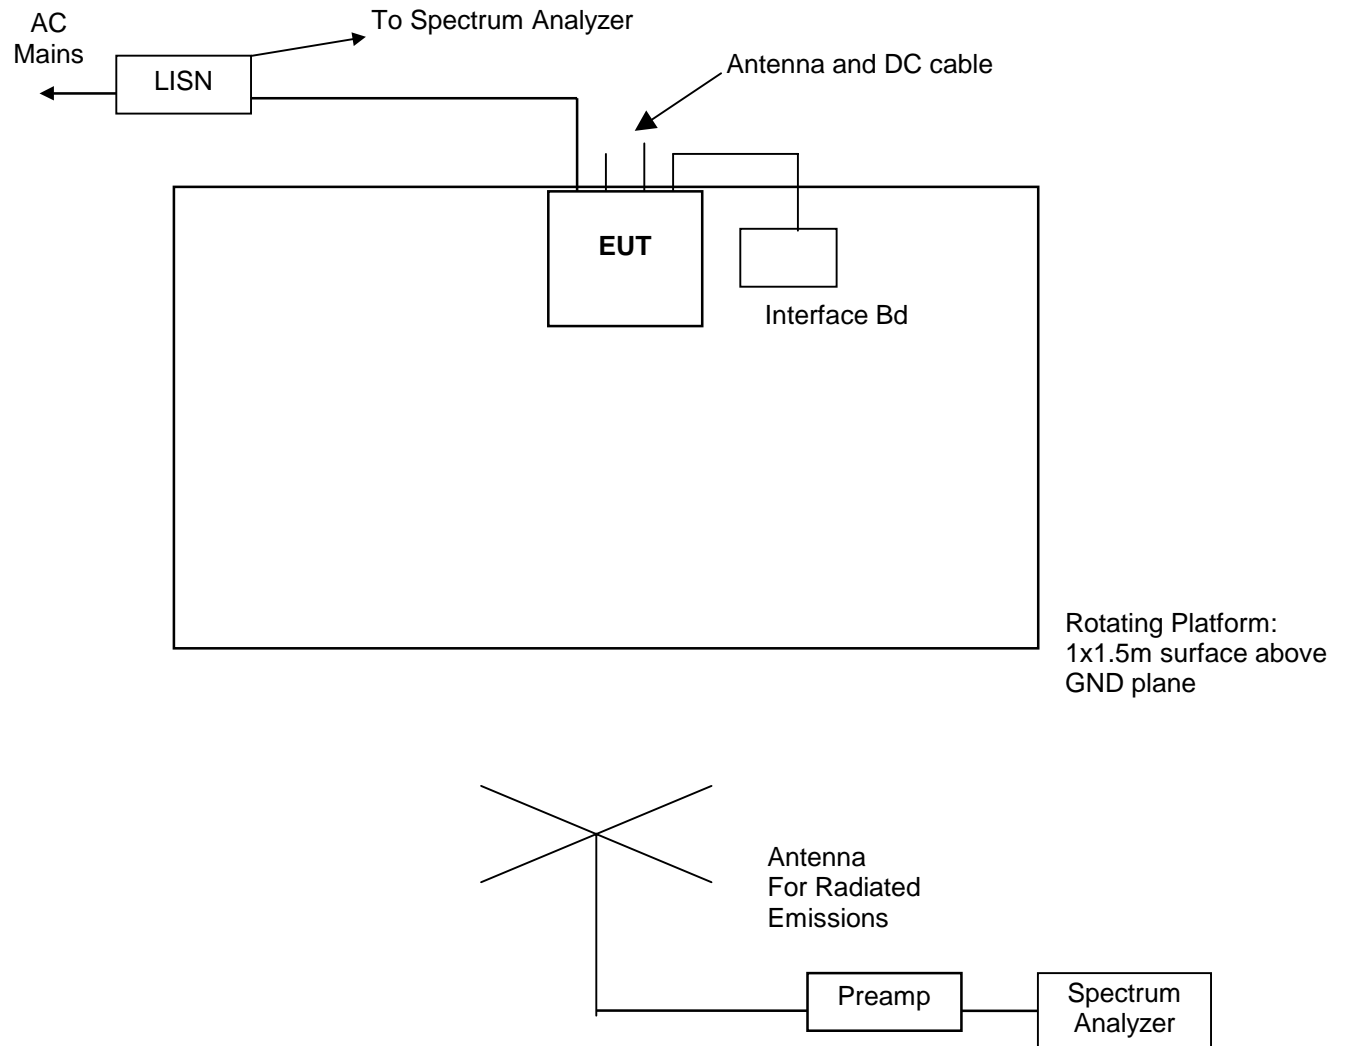 AC
Mains
To Spectrum Analyzer
LISN
Antenna and DC cable
EUT
Interface Bd
Rotating Platform:
1x1.5m surface above
GND plane
Antenna
For Radiated
Emissions
Preamp
Spectrum
Analyzer